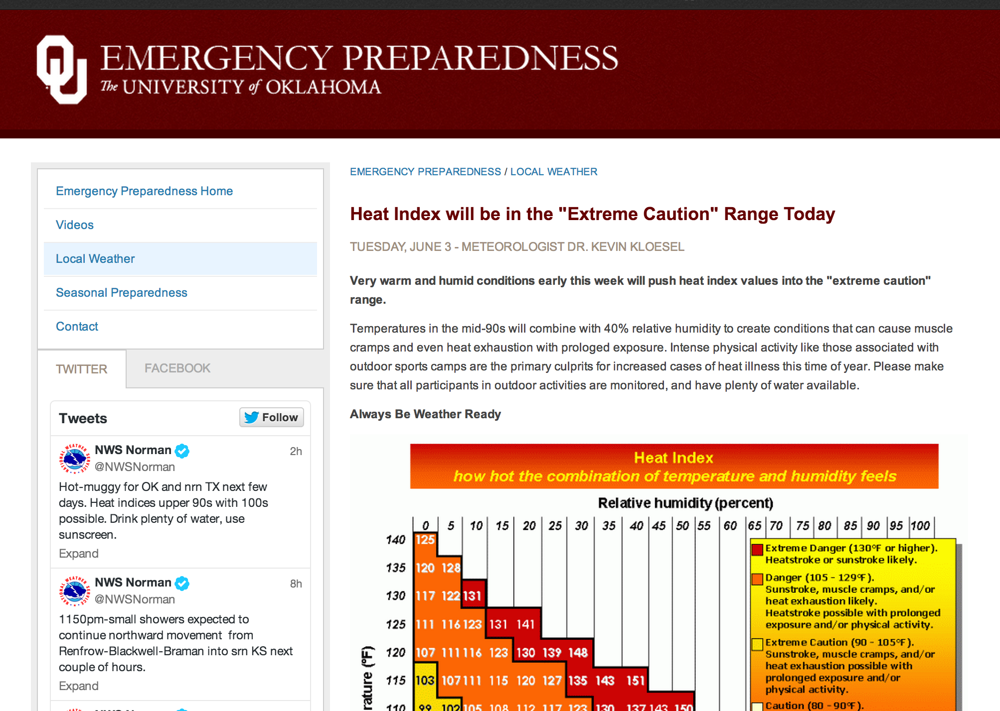 OU EMERGENCY PREPAREDNESS
The UNIVERSITY of OKLAHOMA
Emergency Preparedness Home
Videos
Local Weather
Seasonal Preparedness
Contact
TWITTER FACEBOOK
Tweets Follow
NWS Norman 2h
@NWSNorman
Hot-muggy for OK and nrn TX next few
days. Heat indices upper 90s with 100s
possible. Drink plenty of water, use
sunscreen.
Expand
NATIONAL WEATHER SERVICE
NWS Norman 8h
@NWSNorman
1150pm-small showers expected to
continue northward movement from
Renfrow-Blackwell-Braman into srn KS next
couple of hours.
Expand
NATIONAL WEATHER SERVICE
EMERGENCY PREPAREDNESS / LOCAL WEATHER
Heat Index will be in the "Extreme Caution" Range Today
TUESDAY, JUNE 3 - METEOROLOGIST DR. KEVIN KLOESEL
Very warm and humid conditions early this week will push heat index values into the "extreme caution"
range.
Temperatures in the mid-90s will combine with 40% relative humidity to create conditions that can cause muscle
cramps and even heat exhaustion with prologed exposure. Intense physical activity like those associated with
outdoor sports camps are the primary culprits for increased cases of heat illness this time of year. Please make
sure that all participants in outdoor activities are monitored, and have plenty of water available.
Always Be Weather Ready
Heat Index
how hot the combination of temperature and humidity feels
Relative humidity (percent)
0 5 10 15 20 25 30 35 40 45 50 55 60 65 70 75 80 85 90 95 100
140 125
135 120 128
130 117 122 131
125 111 116 123 131 141
120 107 111 116 123 130 139 148
115 103 107 111 115 120 127 135 143 151
110 99 102 105 108 112 117 123 130 137 143 150
rature (°F)
Extreme Danger (130°F or higher).
Heatstroke or sunstroke likely.
Danger (105 - 129°F).
Sunstroke, muscle cramps, and/or
heat exhaustion likely.
Heatstroke possible with prolonged
exposure and/or physical activity.
Extreme Caution (90 - 105°F).
Sunstroke, muscle cramps, and/or
heat exhaustion possible with
prolonged exposure and/or
physical activity.
Caution (80 - 90°F).